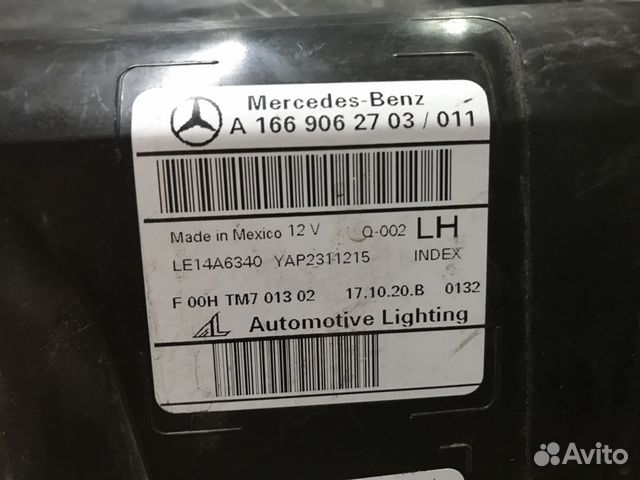 Mercedes-Benz
A 166 906 27 03 / 011
Made in Mexico 12 V Q-002 LH
LE14A6340 YAP2311215 INDEX
F 00H TM7 013 02 17.10.20.B 0132
AL Automotive Lighting
Avito